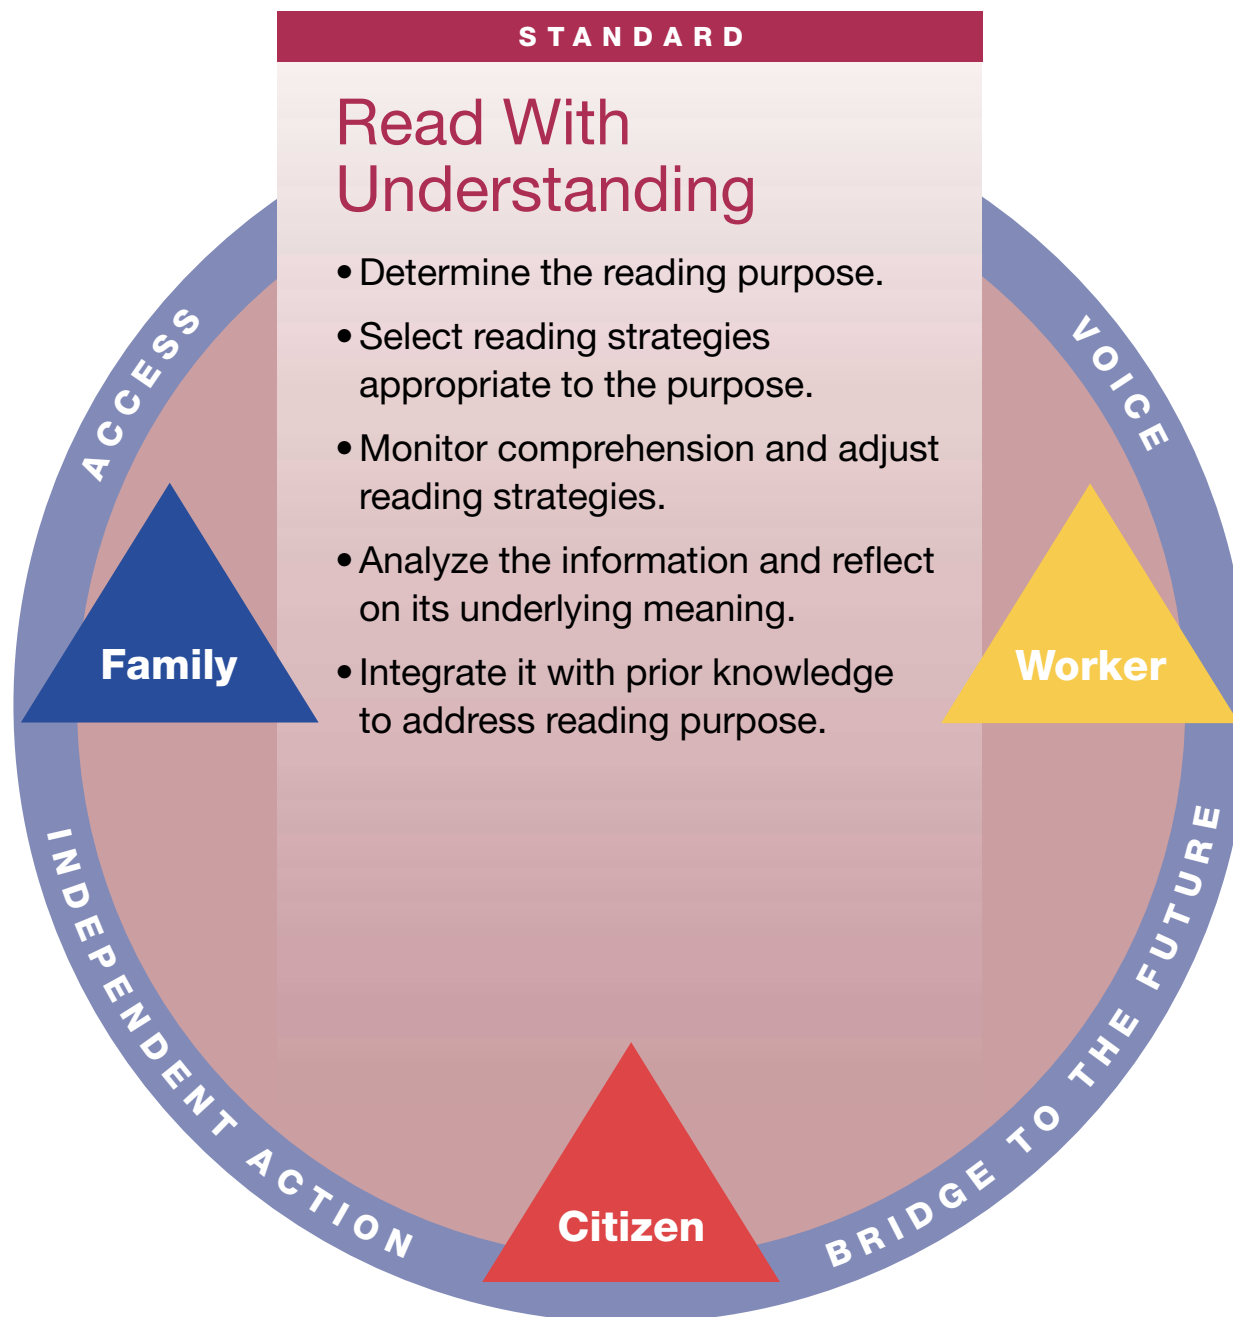 STANDARD
Read With
Understanding
• Determine the reading purpose.
• Select reading strategies
appropriate to the purpose.
• Monitor comprehension and adjust
reading strategies.
• Analyze the information and reflect
on its underlying meaning.
• Integrate it with prior knowledge
to address reading purpose.
ACCESS
VOICE
Family
Worker
INDEPENDENT ACTION
BRIDGE TO THE FUTURE
Citizen